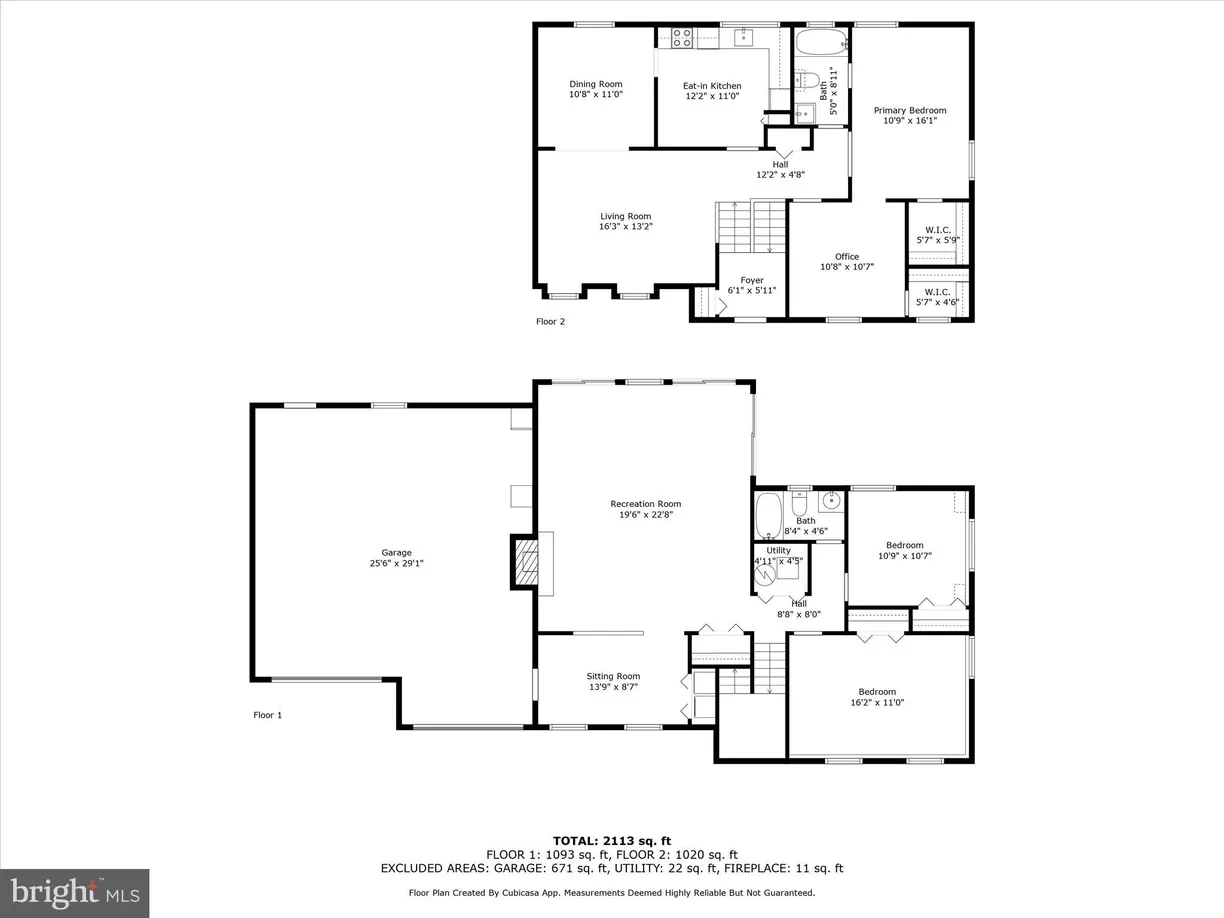 Dining Room
10'8" x 11'0"
Eat-in Kitchen
12'2" x 11'0"
Bath
5'0" x 8'11"
Primary Bedroom
10'9" x 16'1"
Hall
12'2" x 4'8"
Living Room
16'3" x 13'2"
W.I.C.
5'7" x 5'9"
Office
10'8" x 10'7"
Foyer
6'1" x 5'11"
W.I.C.
5'7" x 4'6"
Floor 2
Recreation Room
19'6" x 22'8"
Bath
8'4" x 4'6"
Utility
4'11" x 4'5"
Bedroom
10'9" x 10'7"
Garage
25'6" x 29'1"
Hall
8'8" x 8'0"
Sitting Room
13'9" x 8'7"
Bedroom
16'2" x 11'0"
Floor 1
TOTAL: 2113 sq. ft
FLOOR 1: 1093 sq. ft, FLOOR 2: 1020 sq. ft
EXCLUDED AREAS: GARAGE: 671 sq. ft, UTILITY: 22 sq. ft, FIREPLACE: 11 sq. ft
Floor Plan Created By Cubicasa App. Measurements Deemed Highly Reliable But Not Guaranteed.
bright MLS